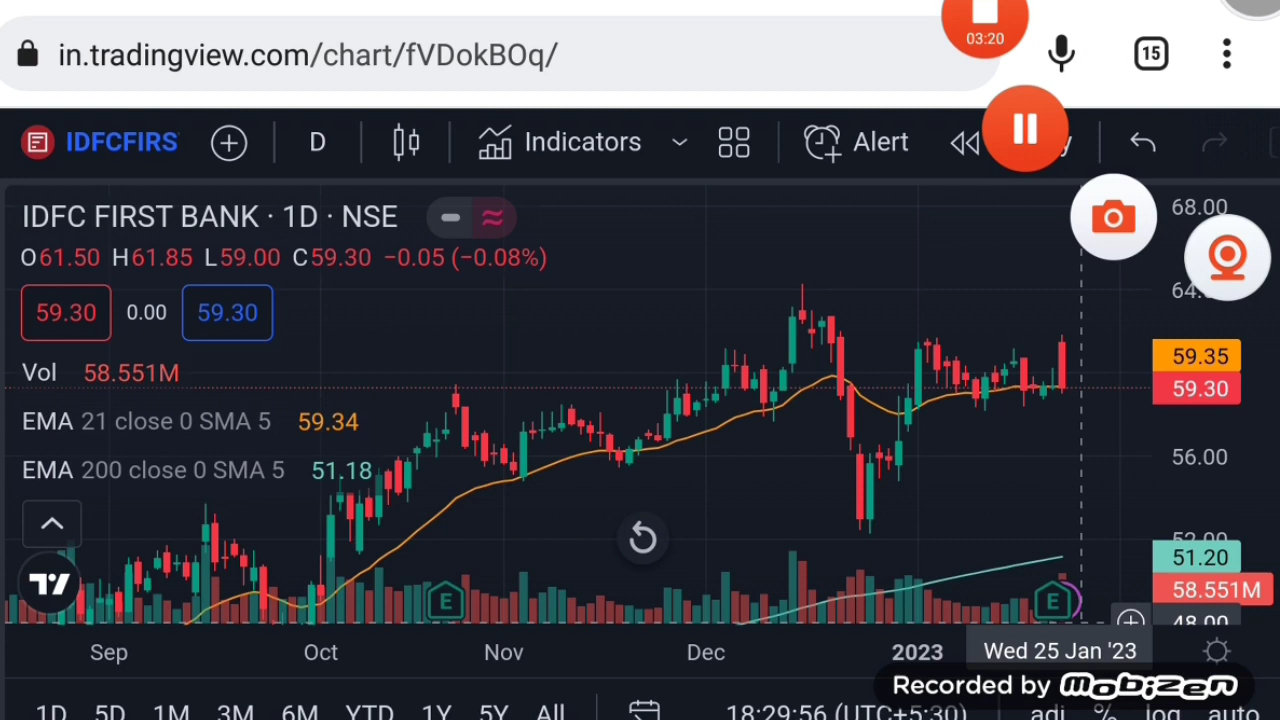 03:20
in.tradingview.com/chart/fVDokBOq/
15
IDFCFIRS
D
Indicators
Alert
IDFC FIRST BANK · 1D · NSE
68.00
O61.50 H61.85 L59.00 C59.30 −0.05 (−0.08%)
64.
59.30 0.00 59.30
59.35
Vol 58.551M
59.30
EMA 21 close 0 SMA 5 59.34
56.00
EMA 200 close 0 SMA 5 51.18
52.00
51.20
58.551M
E
E
48.00
Sep Oct Nov Dec 2023 Wed 25 Jan '23
Recorded by Mobizen
1D 5D 1M 3M 6M YTD 1Y 5Y All 18:29:56 (UTC+5:30) adj % log auto